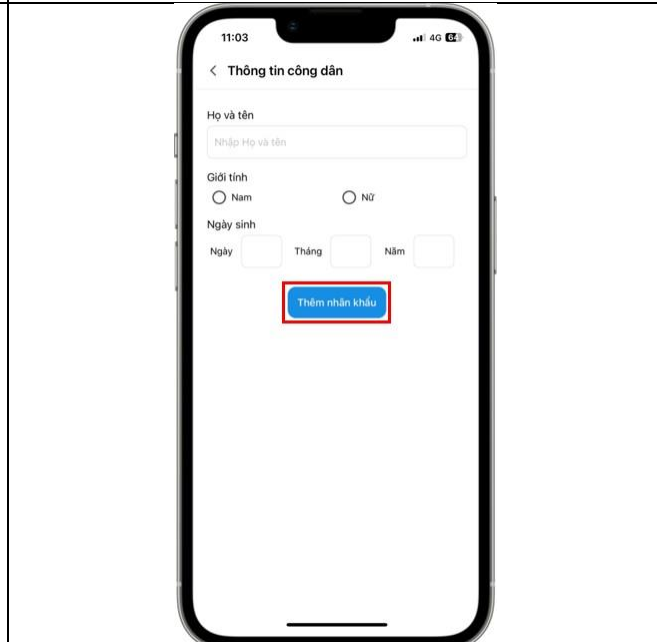 11:03 4G 64
Thông tin công dân
Họ và tên
Nhập Họ và tên
Giới tính
Nam Nữ
Ngày sinh
Ngày Tháng Năm
Thêm nhân khẩu